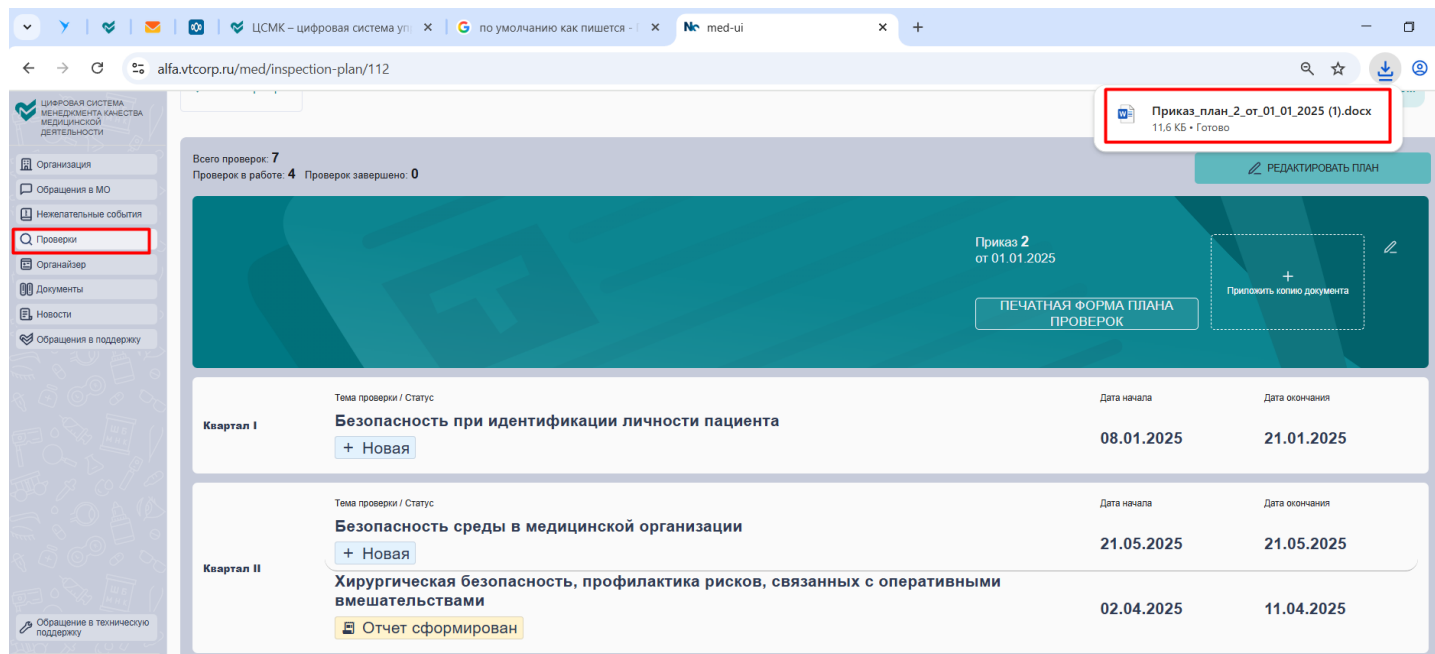 ЦСМК – цифровая система уп
по умолчанию как пишется -
med-ui
alfa.vtcorp.ru/med/inspection-plan/112
Приказ_план_2_от_01_01_2025 (1).docx
11,6 КБ • Готово
ЦИФРОВАЯ СИСТЕМА
МЕНЕДЖМЕНТА КАЧЕСТВА
МЕДИЦИНСКОЙ
ДЕЯТЕЛЬНОСТИ
Организация
Обращения в МО
Нежелательные события
Проверки
Органайзер
Документы
Новости
Обращения в поддержку
Обращение в техническую
поддержку
Всего проверок: 7
Проверок в работе: 4 Проверок завершено: 0
РЕДАКТИРОВАТЬ ПЛАН
Приказ 2
от 01.01.2025
ПЕЧАТНАЯ ФОРМА ПЛАНА
ПРОВЕРОК
+
Приложить копию документа
Квартал I
Тема проверки / Статус
Дата начала
Дата окончания
Безопасность при идентификации личности пациента
+ Новая
08.01.2025
21.01.2025
Квартал II
Тема проверки / Статус
Дата начала
Дата окончания
Безопасность среды в медицинской организации
+ Новая
21.05.2025
21.05.2025
Хирургическая безопасность, профилактика рисков, связанных с оперативными
вмешательствами
Отчет сформирован
02.04.2025
11.04.2025